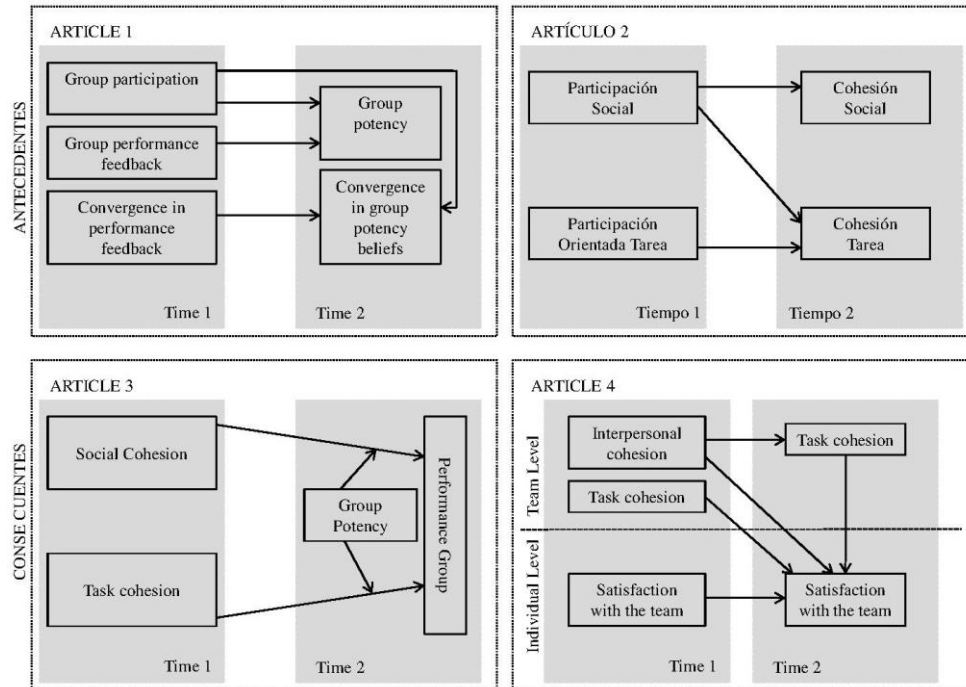 ANTECEDENTES
ARTICLE 1
Group participation
Group performance
feedback
Convergence in
performance
feedback
Group
potency
Convergence
in group
potency
beliefs
Time 1
Time 2
ARTÍCULO 2
Participación
Social
Participación
Orientada Tarea
Cohesión
Social
Cohesión
Tarea
Tiempo 1
Tiempo 2
CONSE CUENTES
ARTICLE 3
Social Cohesion
Task cohesion
Group
Potency
Performance Group
Time 1
Time 2
ARTICLE 4
Team Level
Individual Level
Interpersonal
cohesion
Task cohesion
Satisfaction
with the team
Task cohesion
Satisfaction
with the team
Time 1
Time 2